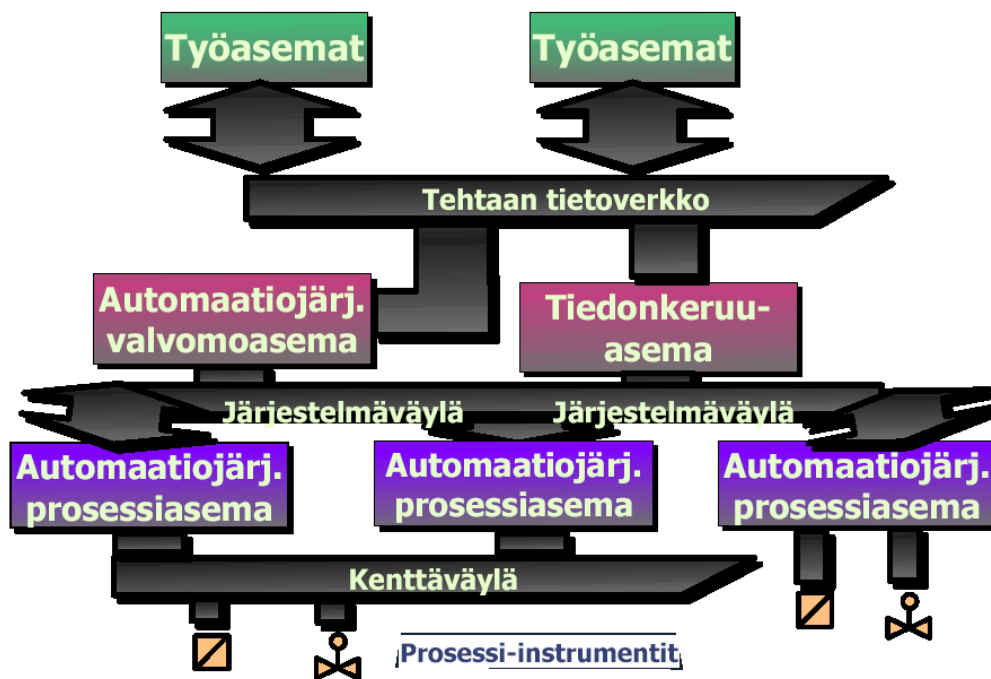 Työasemat
Työasemat
Tehtaan tietoverkko
Automaatiojärj.
valvomoasema
Tiedonkeruu-
asema
Järjestelmäväylä
Järjestelmäväylä
Automaatiojärj.
prosessiasema
Automaatiojärj.
prosessiasema
Automaatiojärj.
prosessiasema
Kenttäväylä
Prosessi-instrumentit